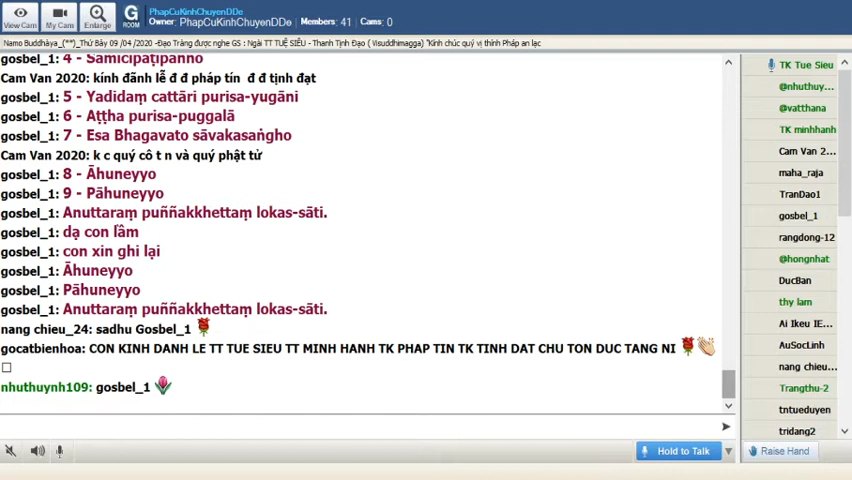 View Cam
My Cam
Enlarge
G
ROOM
PhapCuKinhChuyenDDe
Owner: PhapCuKinhChuyenDDe Members: 41 Cams: 0
Namo Buddhàya_(**)_Thứ Bảy 09 /04 /2020 -Đạo Tràng được nghe GS : Ngài TT TUỆ SIÊU - Thanh Tịnh Đạo ( Visuddhimagga) "Kính chúc quý vị thính Pháp an lạc
gosbel_1: 4 - Sāmīcipaṭipanno
Cam Van 2020: kính đãnh lễ đ đ pháp tín đ đ tịnh đạt
gosbel_1: 5 - Yadidaṃ cattāri purisa-yugāni
gosbel_1: 6 - Aṭṭha purisa-puggalā
gosbel_1: 7 - Esa Bhagavato sāvakasaṅgho
Cam Van 2020: k c quý cô t n và quý phật tử
gosbel_1: 8 - Āhuneyyo
gosbel_1: 9 - Pāhuneyyo
gosbel_1: Anuttaraṃ puññakkhettaṃ lokas-sāti.
gosbel_1: dạ con lầm
gosbel_1: con xin ghi lại
gosbel_1: Āhuneyyo
gosbel_1: Pāhuneyyo
gosbel_1: Anuttaraṃ puññakkhettaṃ lokas-sāti.
nang chieu_24: sadhu Gosbel_1
gocatbienhoa: CON KINH DANH LE TT TUE SIEU TT MINH HANH TK PHAP TIN TK TINH DAT CHU TON DUC TANG NI
nhuthuynh109: gosbel_1
Hold to Talk
TK Tue Sieu
@nhuthuy...
@vatthana
TK minhhanh
Cam Van 2...
maha_raja
TranDao1
gosbel_1
rangdong-12
@hongnhat
DucBan
thy lam
Ai Ikeu IE...
AuSocLinh
nang chieu...
Trangthu-2
tntueduyen
tridang2
Raise Hand